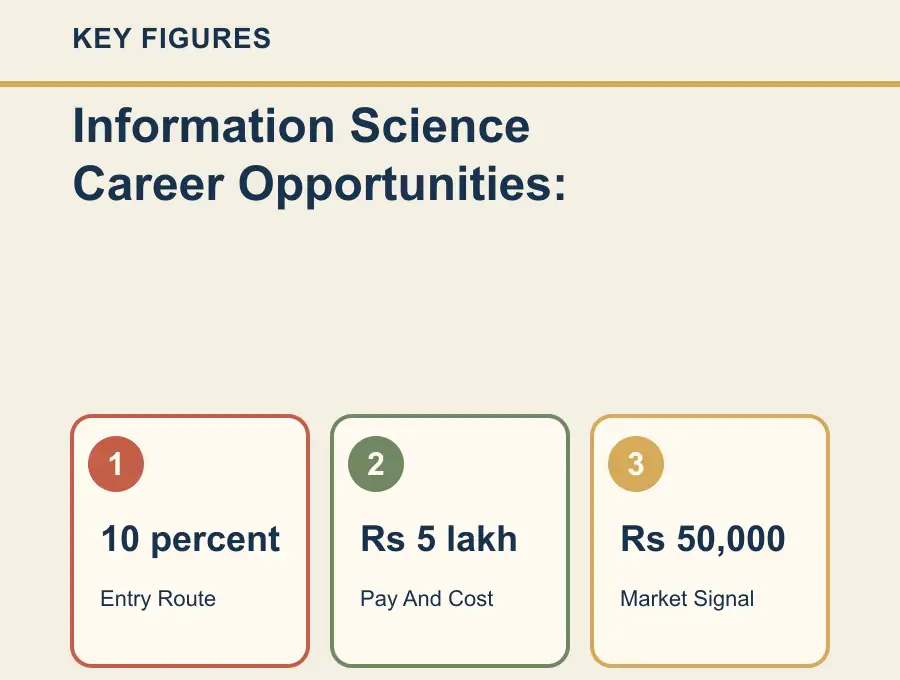 KEY FIGURES
Information Science
Career Opportunities:
1
10 percent
Entry Route
2
Rs 5 lakh
Pay And Cost
3
Rs 50,000
Market Signal